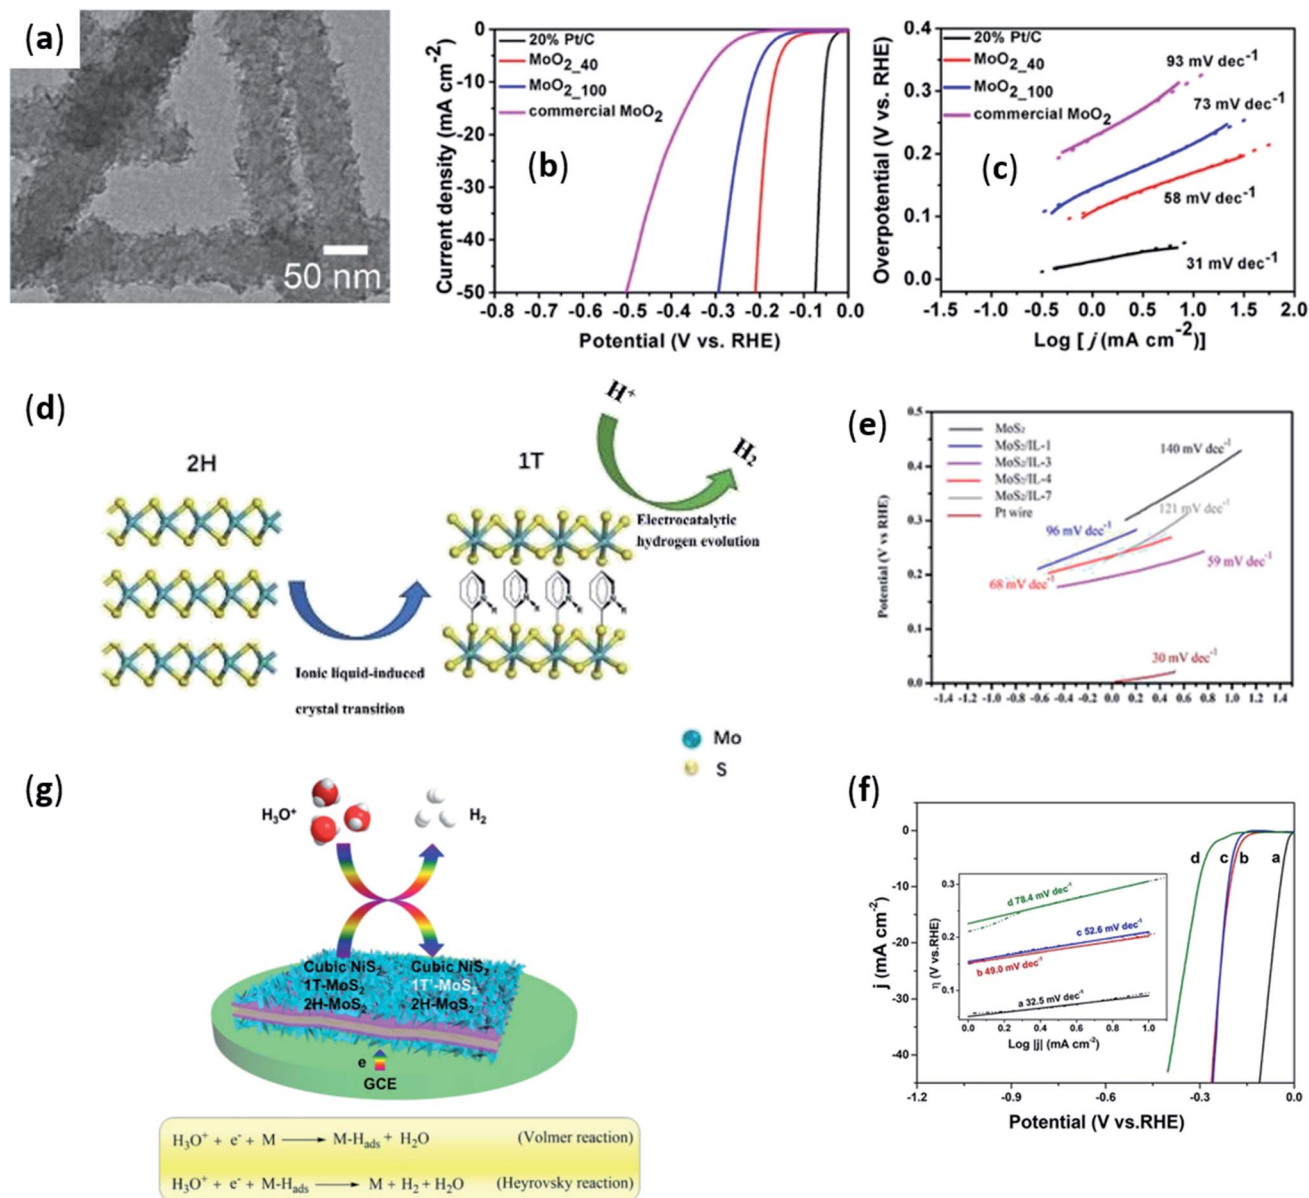 (a)
50 nm
(b)
20% Pt/C
MoO2_40
MoO2_100
commercial MoO2
Current density (mA cm-2)
0
-10
-20
-30
-40
-50
-0.8 -0.7 -0.6 -0.5 -0.4 -0.3 -0.2 -0.1 0.0
Potential (V vs. RHE)
(c)
20% Pt/C
MoO2_40
MoO2_100
commercial MoO2
93 mV dec-1
73 mV dec-1
58 mV dec-1
31 mV dec-1
Overpotential (V vs. RHE)
0.4
0.3
0.2
0.1
0.0
-1.5 -1.0 -0.5 0.0 0.5 1.0 1.5 2.0
Log [ j (mA cm-2)]
(d)
2H
1T
H+
H2
Electrocatalytic
hydrogen evolution
Ionic liquid-induced
crystal transition
Mo
S
(e)
MoS2
MoS2/IL-1
MoS2/IL-3
MoS2/IL-4
MoS2/IL-7
Pt wire
140 mV dec-1
121 mV dec-1
96 mV dec-1
59 mV dec-1
68 mV dec-1
30 mV dec-1
Potential (V vs RHE)
0.5
0.4
0.3
0.2
0.1
0.0
-1.4 -1.2 -1.0 -0.8 -0.6 -0.4 -0.2 0.0 0.2 0.4 0.6 0.8 1.0 1.2 1.4
(g)
H3O+
H2
Cubic NiS2
1T-MoS2
2H-MoS2
Cubic NiS2
1T'-MoS2
2H-MoS2
e
GCE
H3O+ + e- + M ⟶ M-Hads + H2O (Volmer reaction)
H3O+ + e- + M-Hads ⟶ M + H2 + H2O (Heyrovsky reaction)
(f)
j (mA cm-2)
0
-10
-20
-30
-40
d c b a
0.3
0.2
0.1
η (V vs.RHE)
d 78.4 mV dec-1
c 52.6 mV dec-1
b 49.0 mV dec-1
a 32.5 mV dec-1
0.0 0.2 0.4 0.6 0.8 1.0
Log |j| (mA cm-2)
-1.2 -0.9 -0.6 -0.3 0.0
Potential (V vs.RHE)